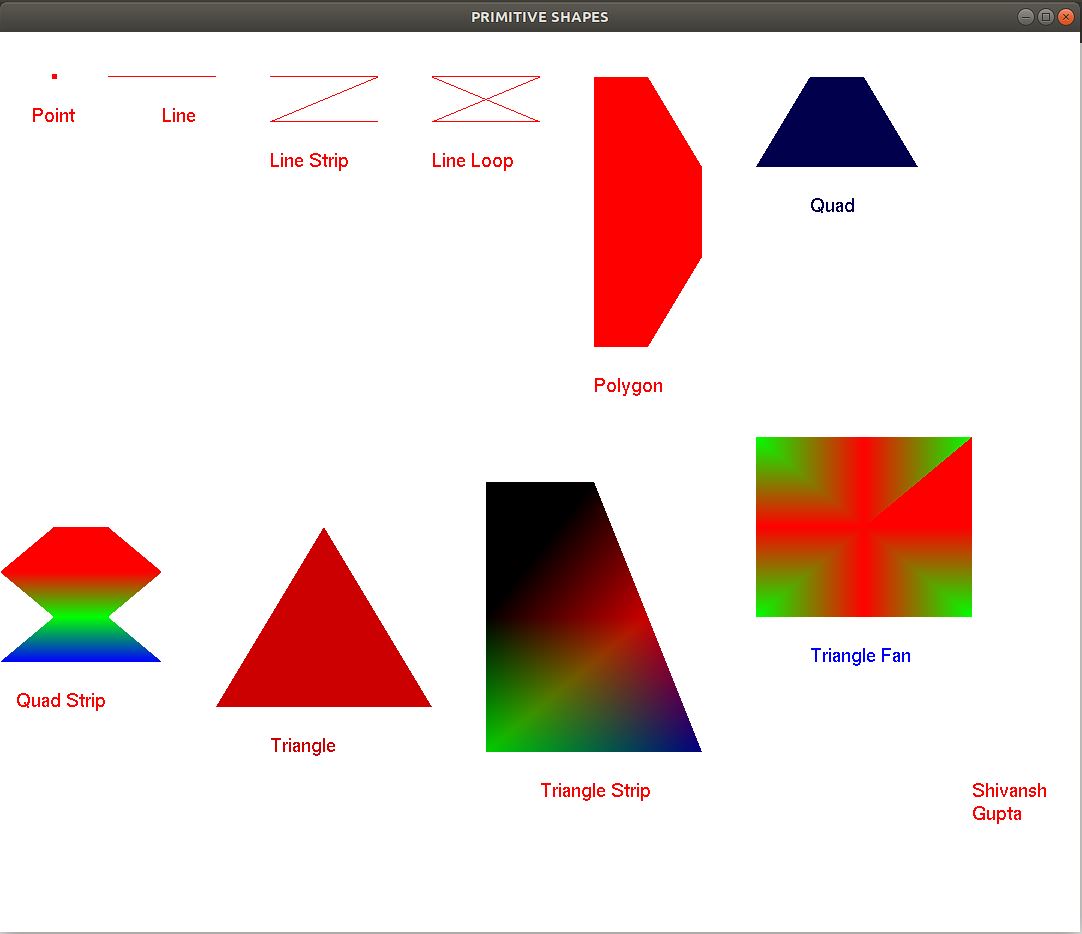 PRIMITIVE SHAPES
Point
Line
Line Strip
Line Loop
Quad
Polygon
Triangle Fan
Quad Strip
Triangle
Triangle Strip
Shivansh
Gupta